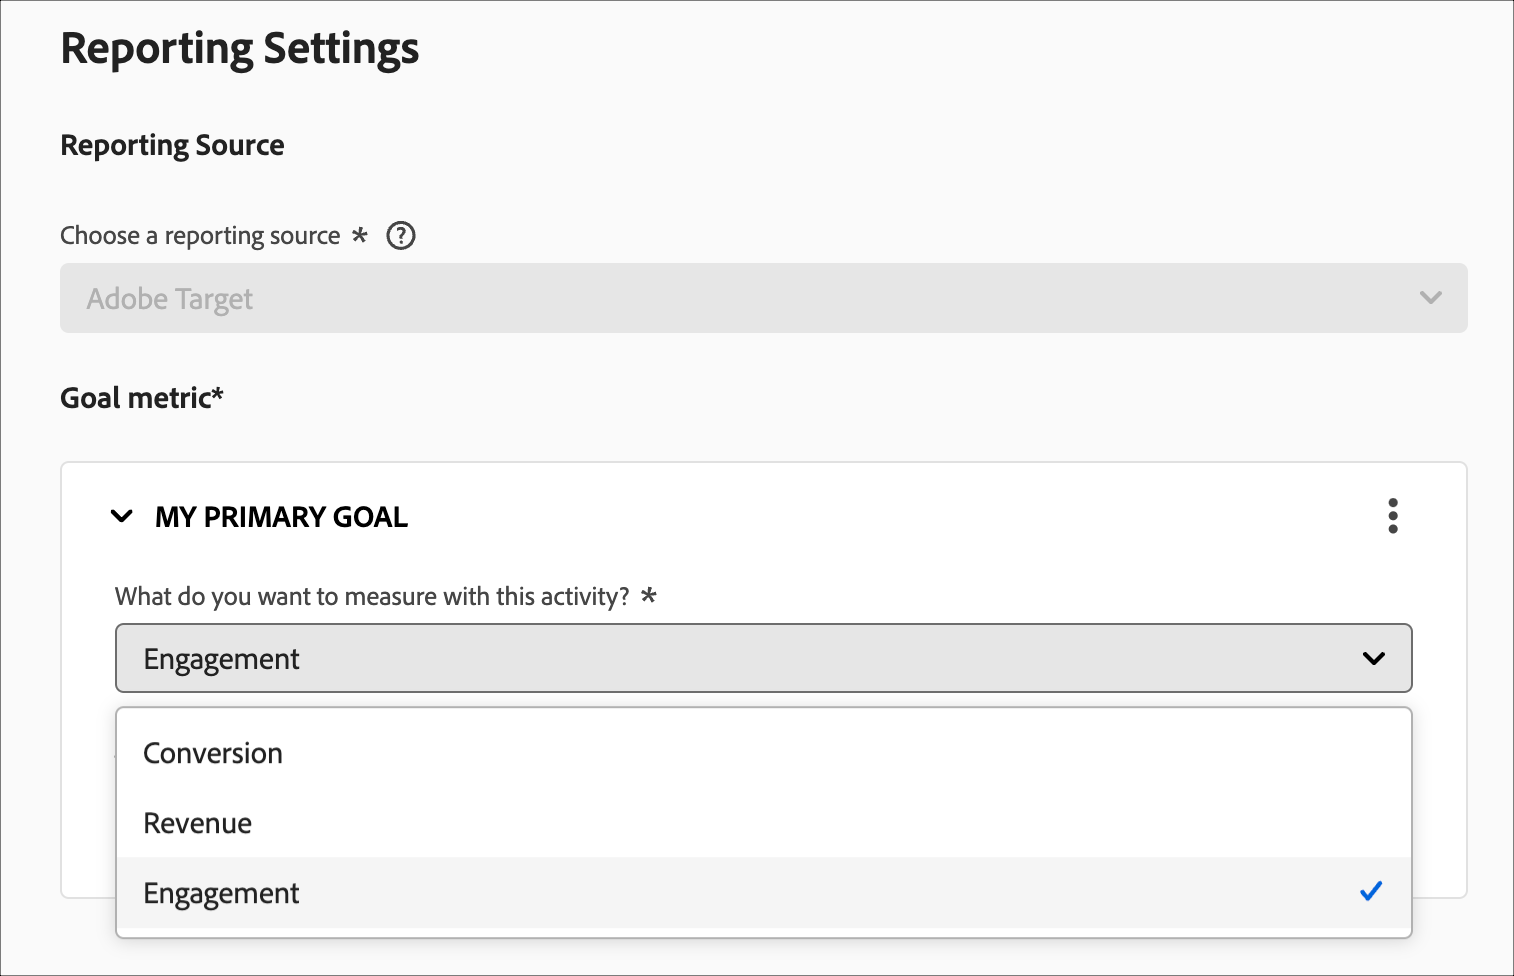 Reporting Settings
Reporting Source
Choose a reporting source *
Adobe Target
Goal metric*
MY PRIMARY GOAL
What do you want to measure with this activity? *
Engagement
Conversion
Revenue
Engagement